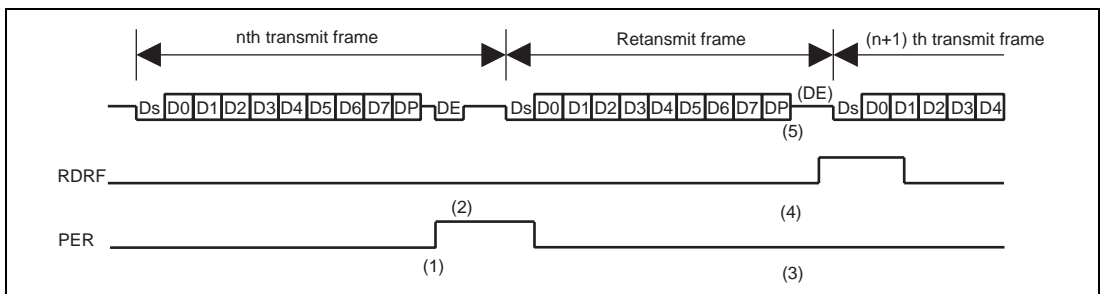 nth transmit frame Retansmit frame (n+1) th transmit frame
(DE)
Ds D0 D1 D2 D3 D4 D5 D6 D7 DP DE Ds D0 D1 D2 D3 D4 D5 D6 D7 DP Ds D0 D1 D2 D3 D4
(5)
RDRF
(2) (4)
PER
(1) (3)